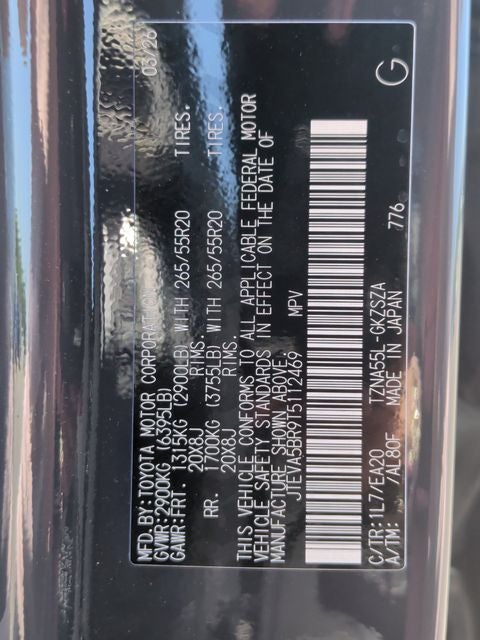 MFD. BY:TOYOTA MOTOR CORPORATION 03/26
GVWR:2900KG (6395LB)
GAWR:FRT. 1315KG (2900LB) WITH 265/55R20 TIRES.
20X8J RIMS.
RR. 1700KG (3755LB) WITH 265/55R20 TIRES.
20X8J RIMS.
THIS VEHICLE CONFORMS TO ALL APPLICABLE FEDERAL MOTOR
VEHICLE SAFETY STANDARDS IN EFFECT ON THE DATE OF
MANUFACTURE SHOWN ABOVE.
JTEVA5BR9T5112469 MPV
C/TR:1L7/EA20 TZNA55L-GKZSZA
A/TM: /AL80F MADE IN JAPAN 776
G